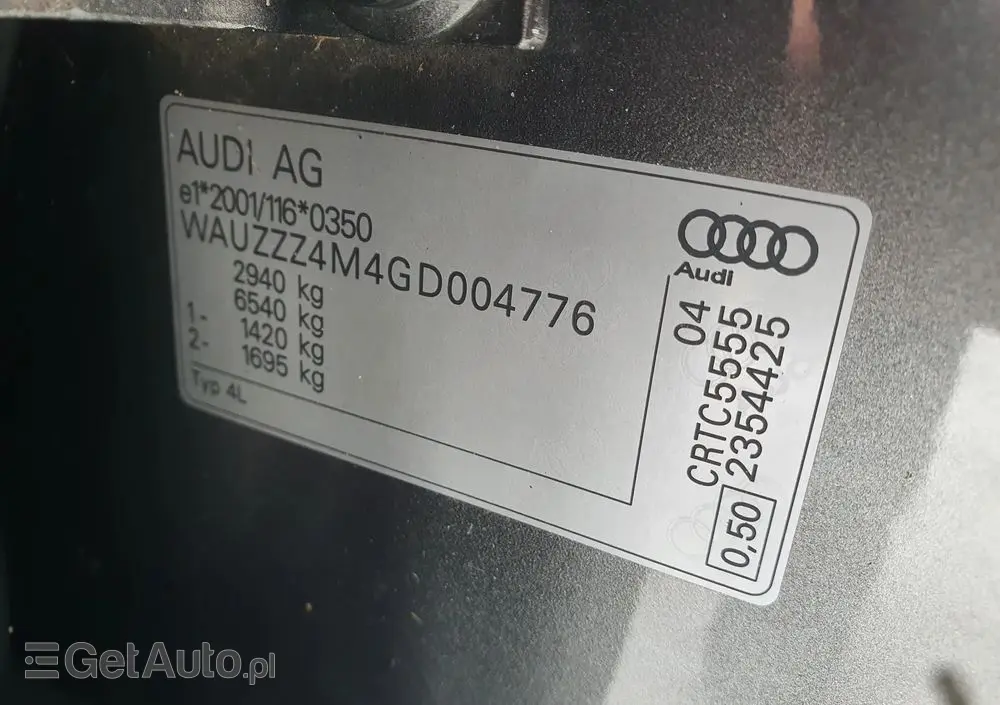 AUDI AG
e1*2001/116*0350
WAUZZZ4M4GD004776
2940 kg
6540 kg
1- 1420 kg
2- 1695 kg
Typ 4L
Audi
04
CRTC5555
2354425
0,50
GetAuto.pl